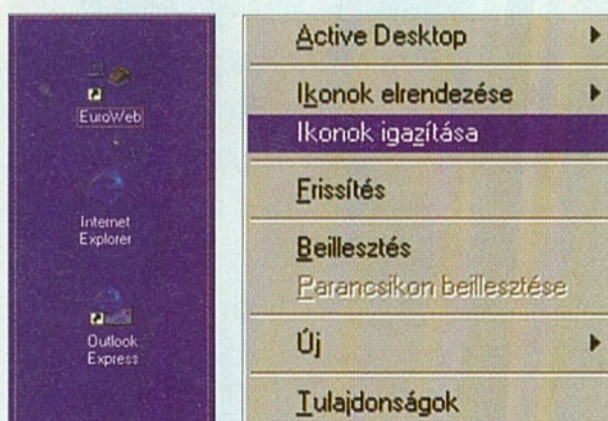 EuroWeb
Internet
Explorer
Outlook
Express
Active Desktop
Ikonok elrendezése
Ikonok igazítása
Frissítés
Beillesztés
Parancsikon beillesztése
Új
Tulajdonságok